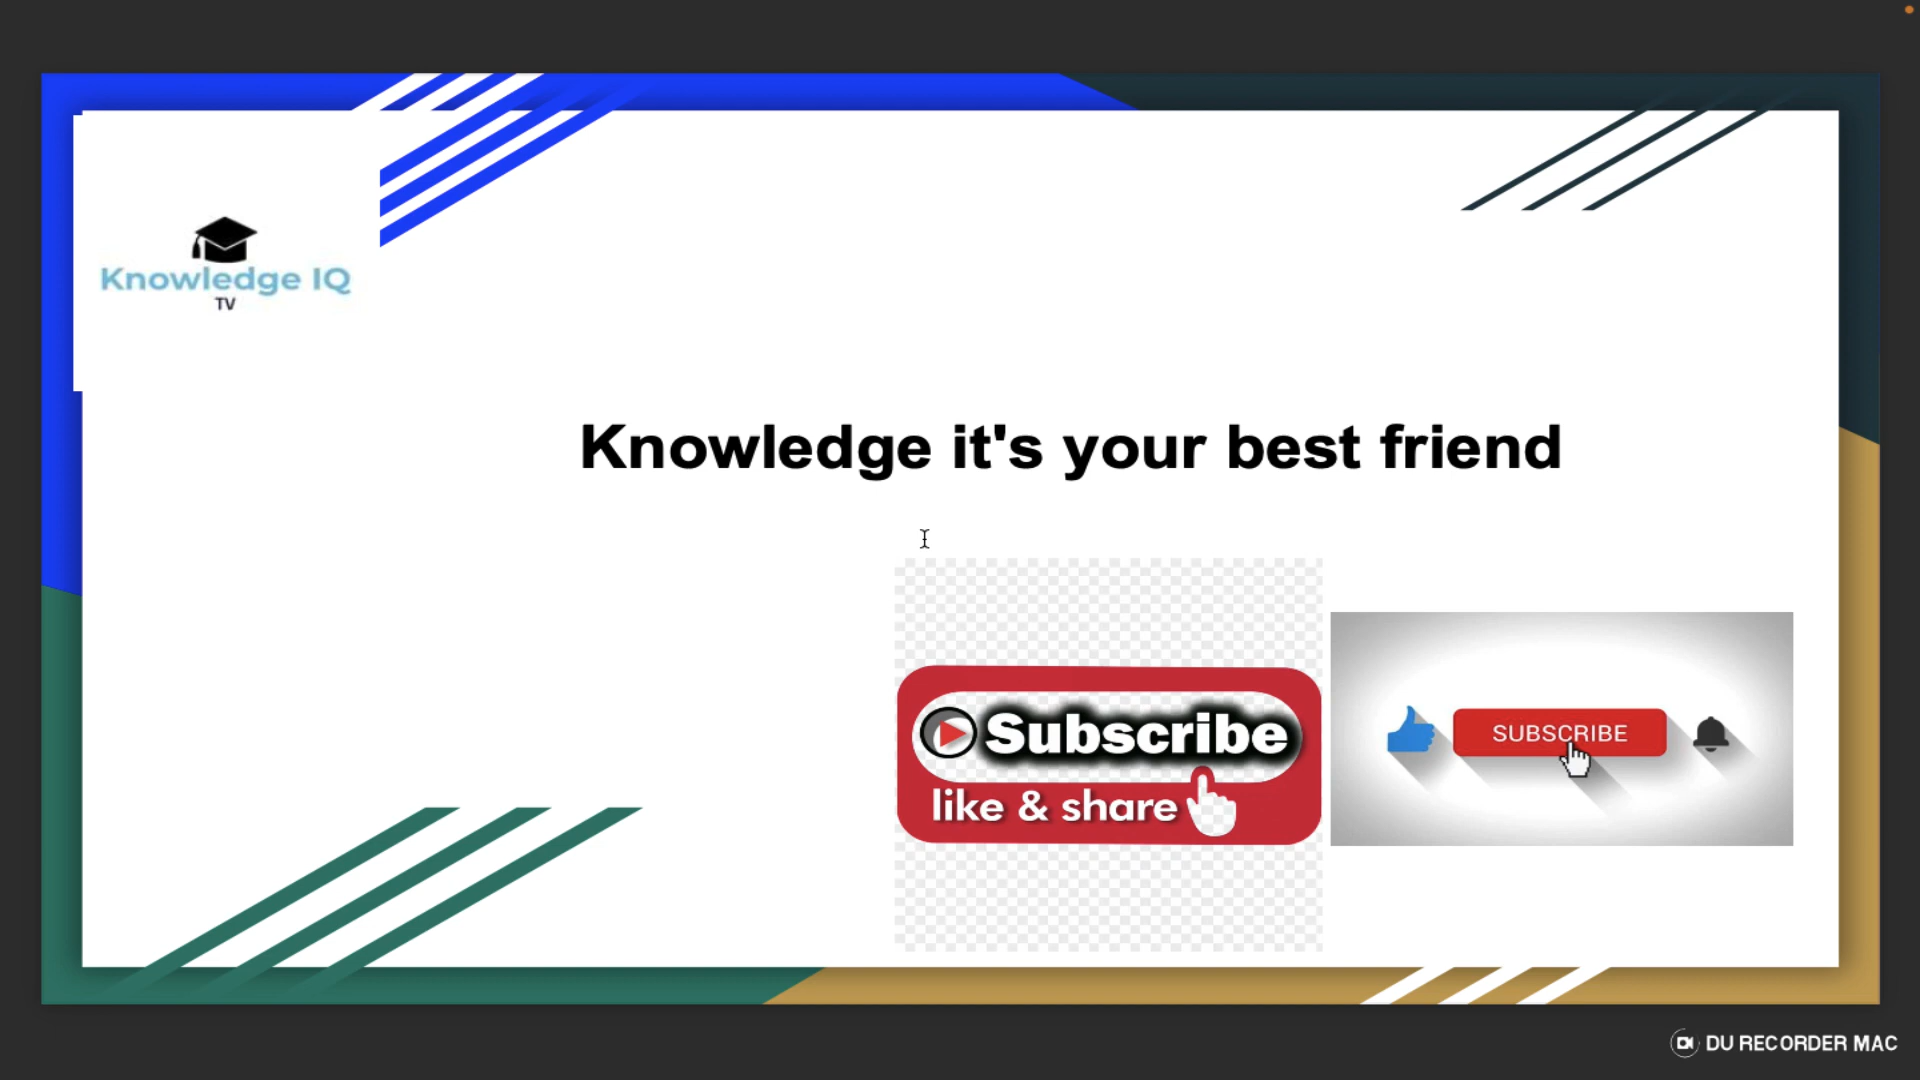 Knowledge IQ
TV
Knowledge it's your best friend
Subscribe
like & share
SUBSCRIBE
DU RECORDER MAC